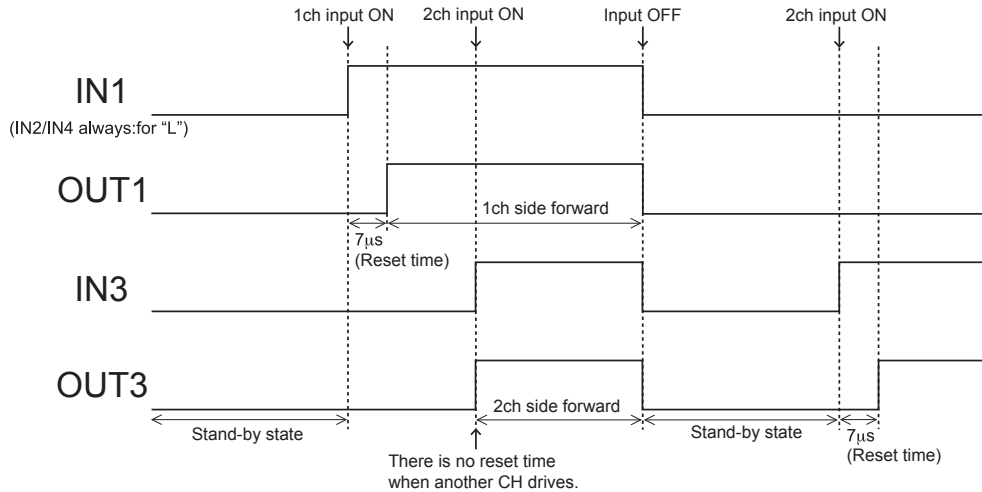 1ch input ON
2ch input ON
Input OFF
2ch input ON
IN1
(IN2/IN4 always:for “L”)
OUT1
1ch side forward
7µs
(Reset time)
IN3
OUT3
Stand-by state
2ch side forward
Stand-by state
7µs
(Reset time)
There is no reset time
when another CH drives.